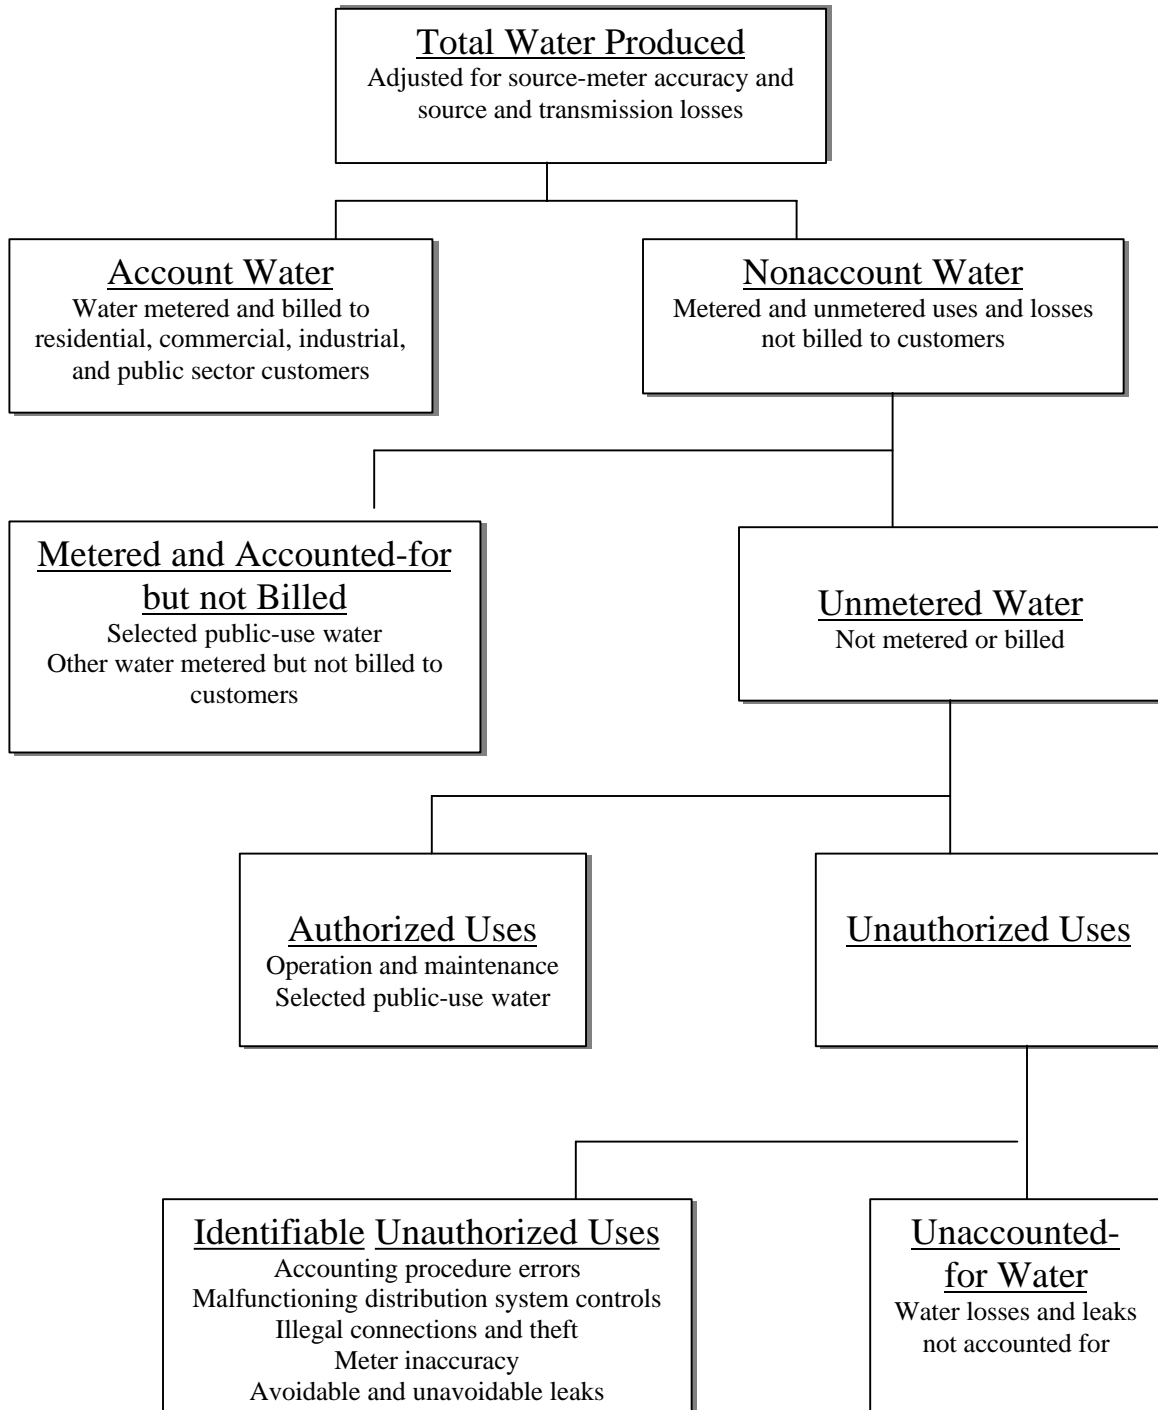 Total Water Produced
Adjusted for source-meter accuracy and
source and transmission losses
Account Water
Water metered and billed to
residential, commercial, industrial,
and public sector customers
Nonaccount Water
Metered and unmetered uses and losses
not billed to customers
Metered and Accounted-for
but not Billed
Selected public-use water
Other water metered but not billed to
customers
Unmetered Water
Not metered or billed
Authorized Uses
Operation and maintenance
Selected public-use water
Unauthorized Uses
Identifiable Unauthorized Uses
Accounting procedure errors
Malfunctioning distribution system controls
Illegal connections and theft
Meter inaccuracy
Avoidable and unavoidable leaks
Unaccounted-
for Water
Water losses and leaks
not accounted for